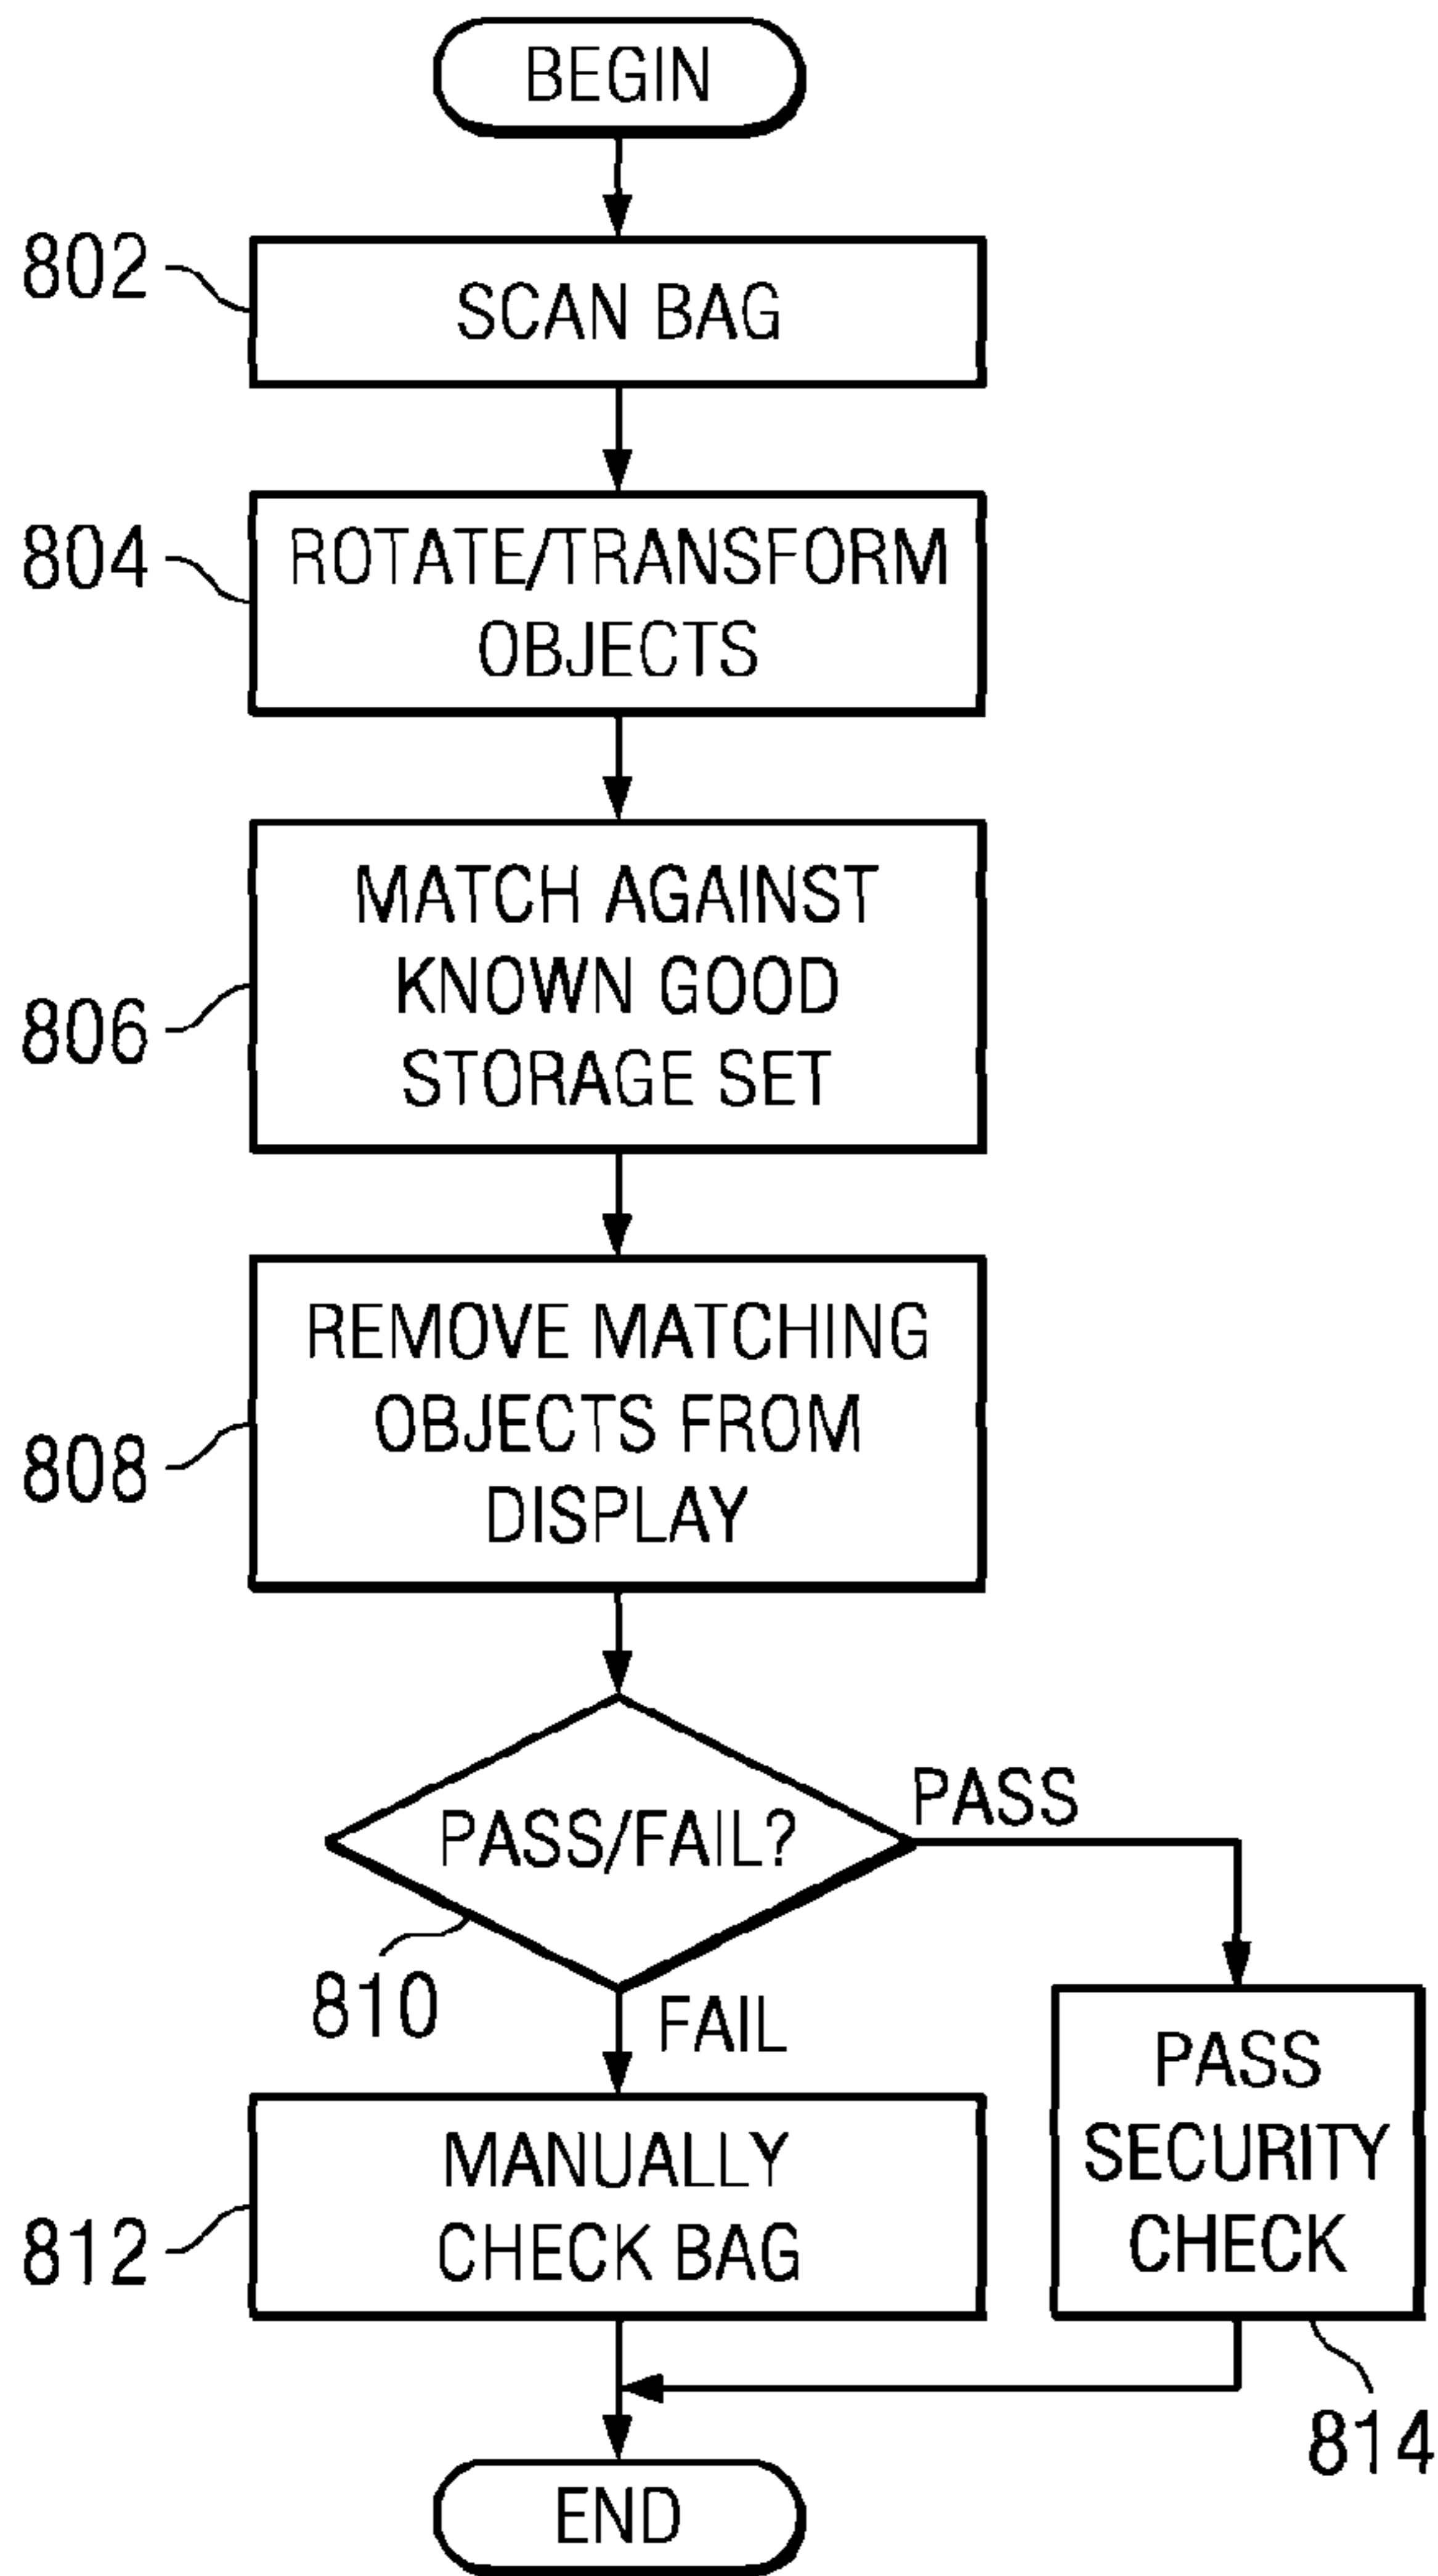 BEGIN
802
SCAN BAG
804
ROTATE/TRANSFORM
OBJECTS
806
MATCH AGAINST
KNOWN GOOD
STORAGE SET
808
REMOVE MATCHING
OBJECTS FROM
DISPLAY
PASS/FAIL?
PASS
810
FAIL
812
MANUALLY
CHECK BAG
PASS
SECURITY
CHECK
814
END